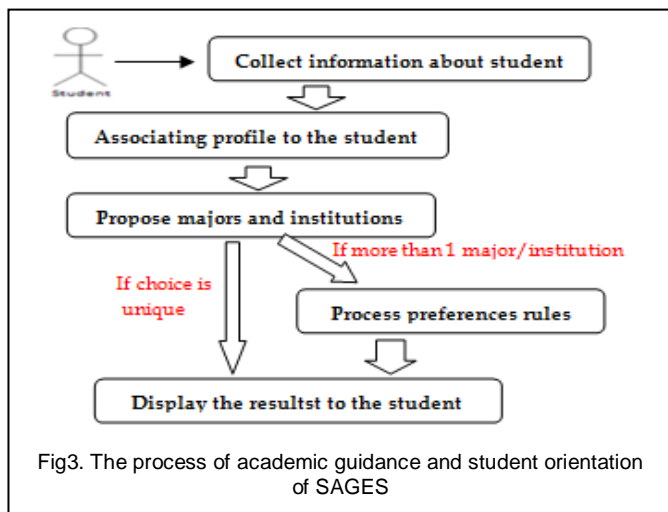 Collect information about student
Student
Associating profile to the student
Propose majors and institutions
If more than 1 major/institution
If choice is
unique
Process preferences rules
Display the resultst to the student
Fig3. The process of academic guidance and student orientation
of SAGES